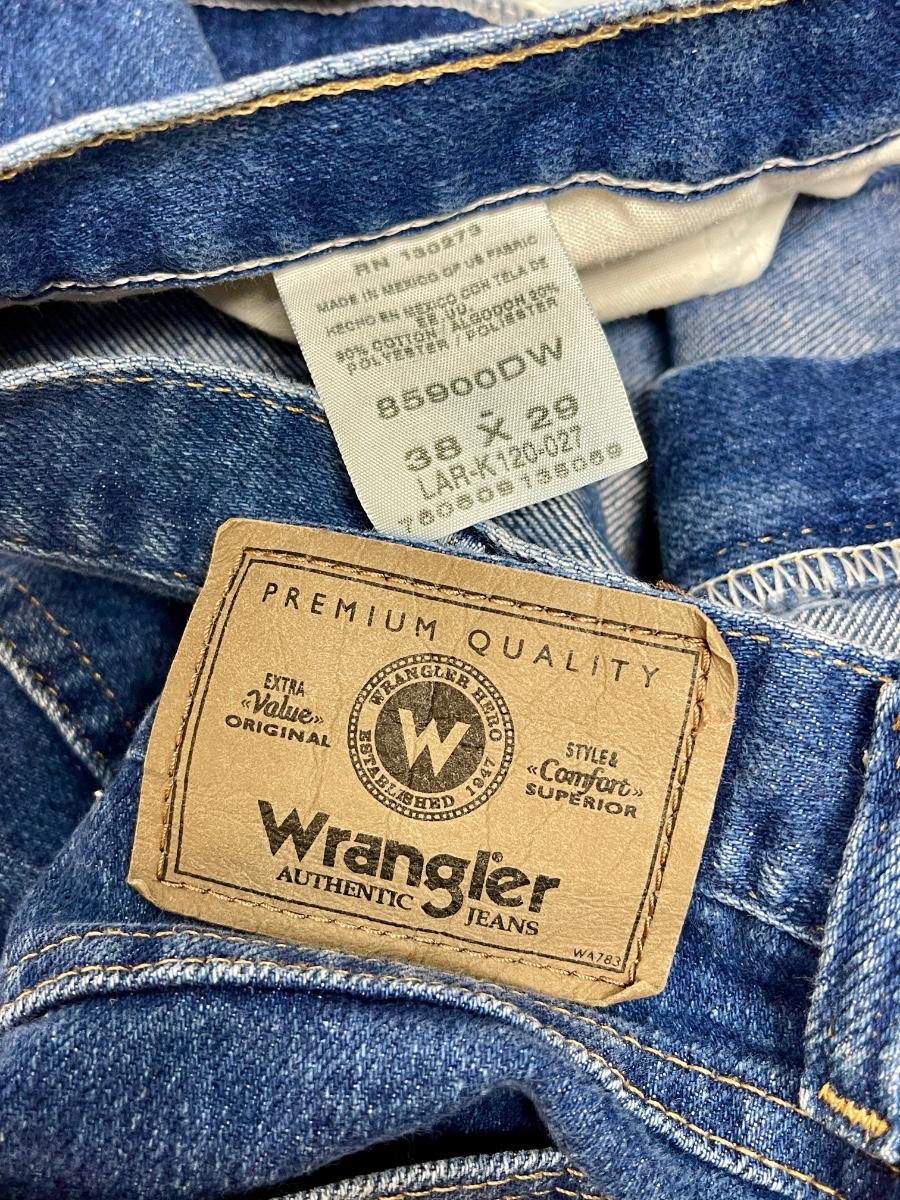 RN 130273
MADE IN MEXICO OF US FABRIC
HECHO EN MEXICO CON TELA DE
EE UU
80% COTTON / ALGODON 20%
POLYESTER / POLIESTER
85900DW
38 X 29
LAR-K120-027
PREMIUM QUALITY
EXTRA
«Value»
ORIGINAL
WRANGLER HERO
W
ESTABLISHED 1947
STYLE &
«Comfort»
SUPERIOR
Wrangler
AUTHENTIC JEANS
WA783